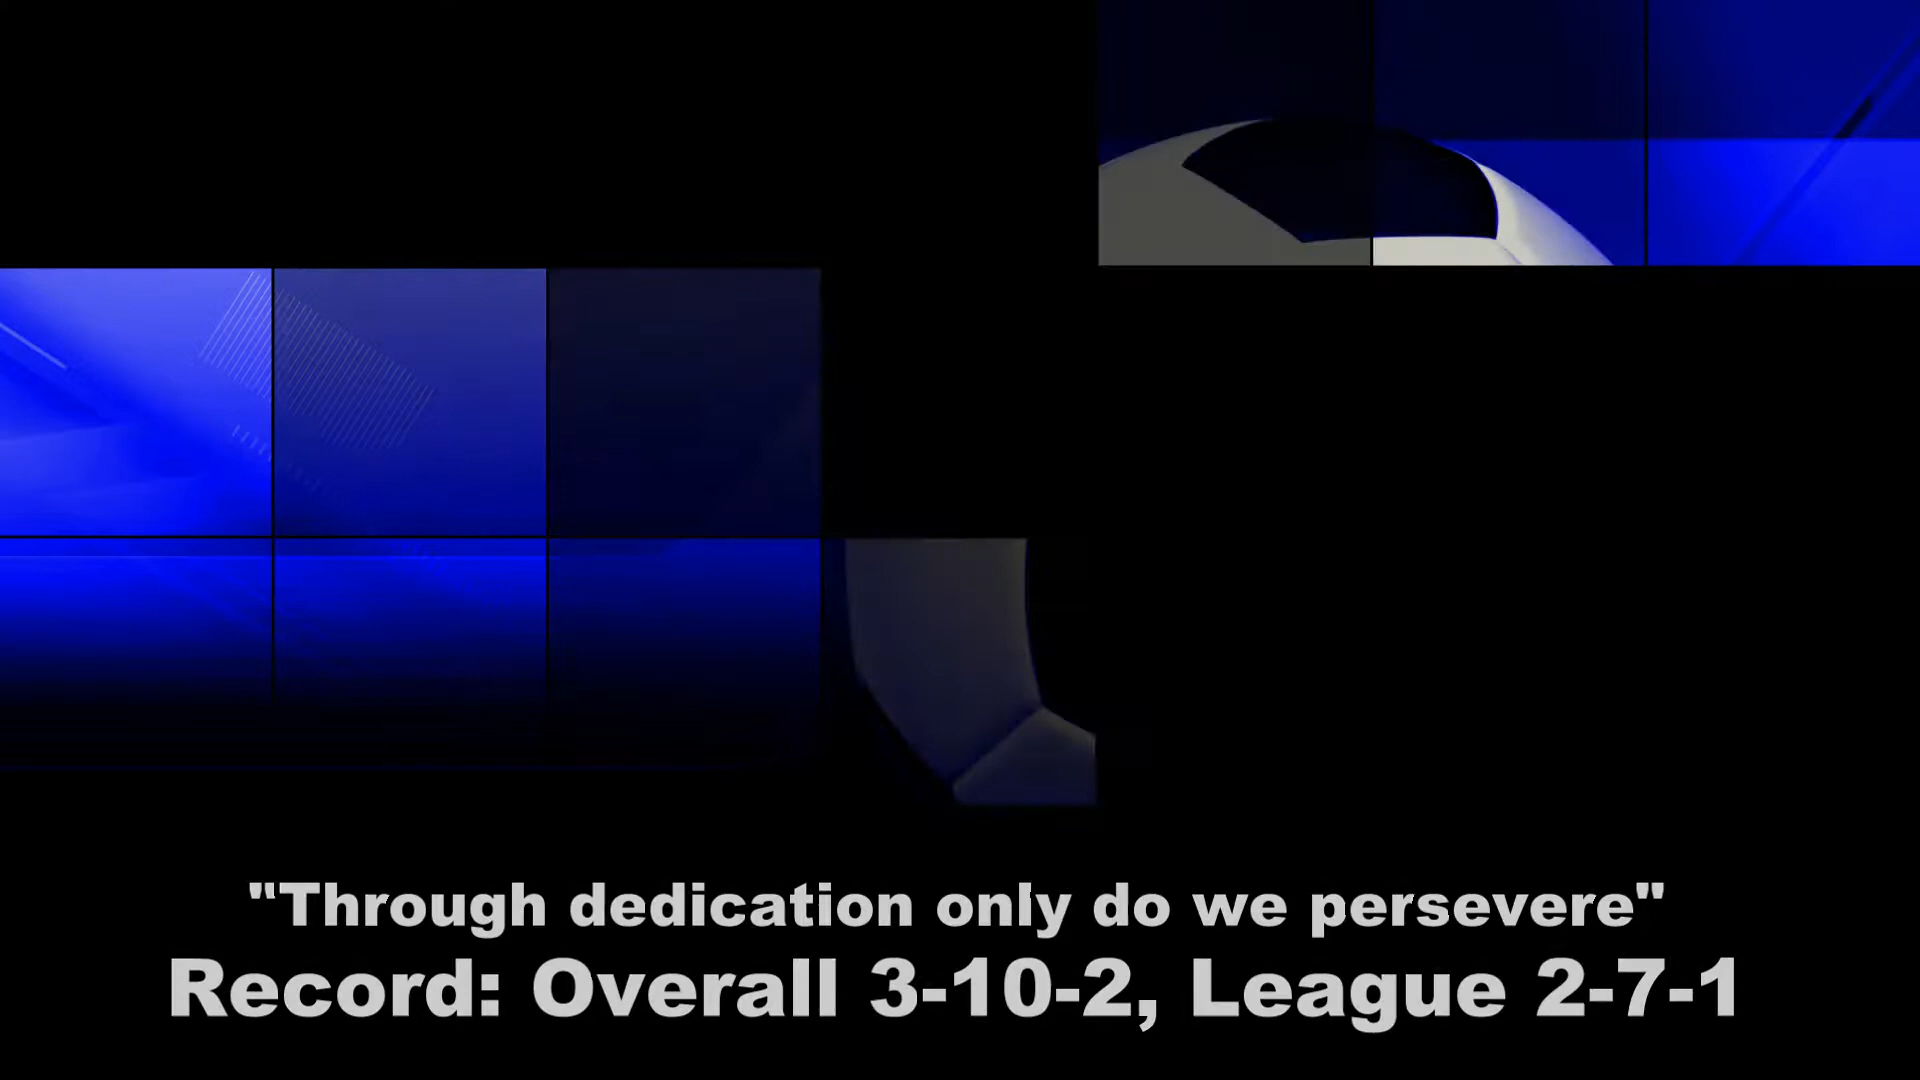 "Through dedication only do we persevere"
Record: Overall 3-10-2, League 2-7-1